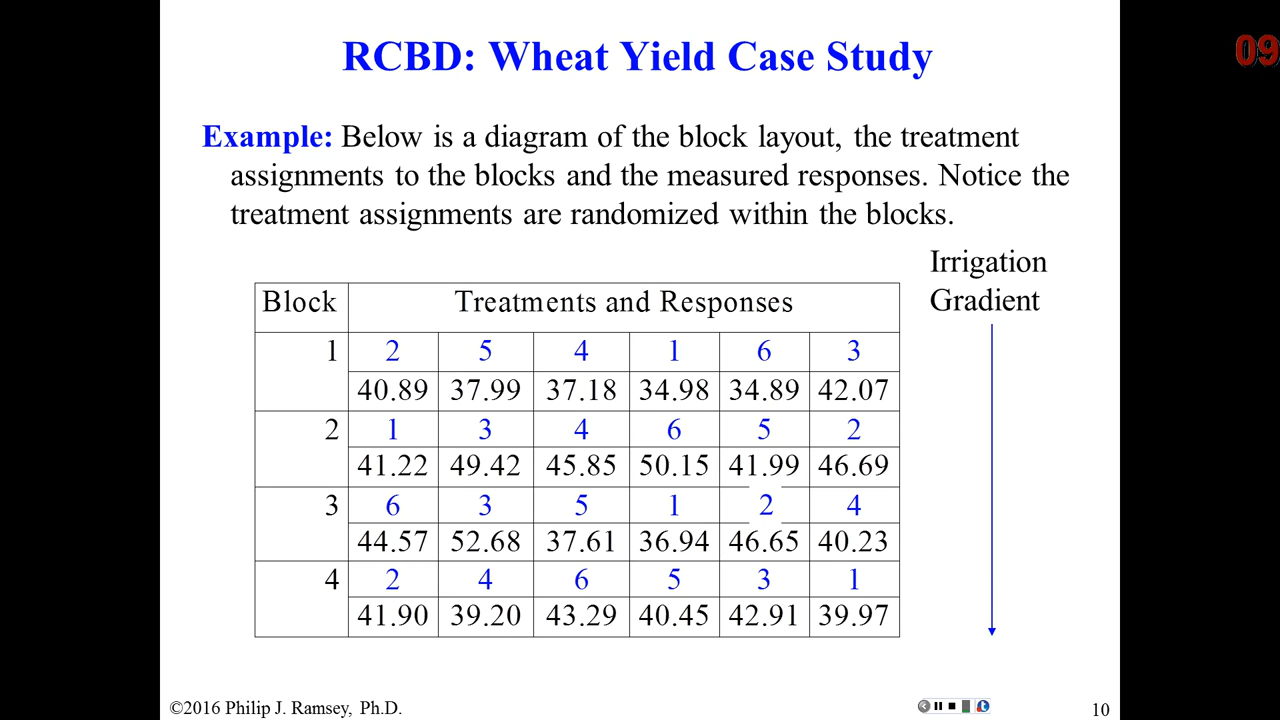 RCBD: Wheat Yield Case Study
09
Example: Below is a diagram of the block layout, the treatment
assignments to the blocks and the measured responses. Notice the
treatment assignments are randomized within the blocks.
Irrigation
Gradient
Block Treatments and Responses
1 2 5 4 1 6 3
40.89 37.99 37.18 34.98 34.89 42.07
2 1 3 4 6 5 2
41.22 49.42 45.85 50.15 41.99 46.69
3 6 3 5 1 2 4
44.57 52.68 37.61 36.94 46.65 40.23
4 2 4 6 5 3 1
41.90 39.20 43.29 40.45 42.91 39.97
©2016 Philip J. Ramsey, Ph.D.
10